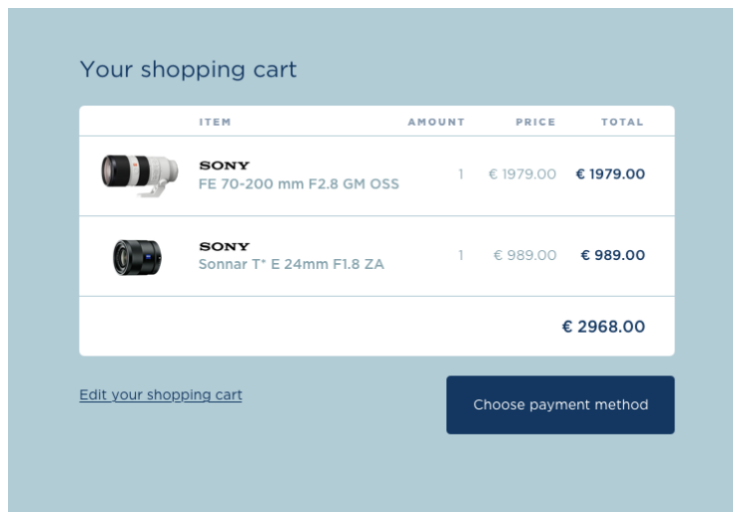 Your shopping cart
ITEM AMOUNT PRICE TOTAL
SONY
FE 70-200 mm F2.8 GM OSS 1 € 1979.00 € 1979.00
SONY
Sonnar T* E 24mm F1.8 ZA 1 € 989.00 € 989.00
€ 2968.00
Edit your shopping cart
Choose payment method